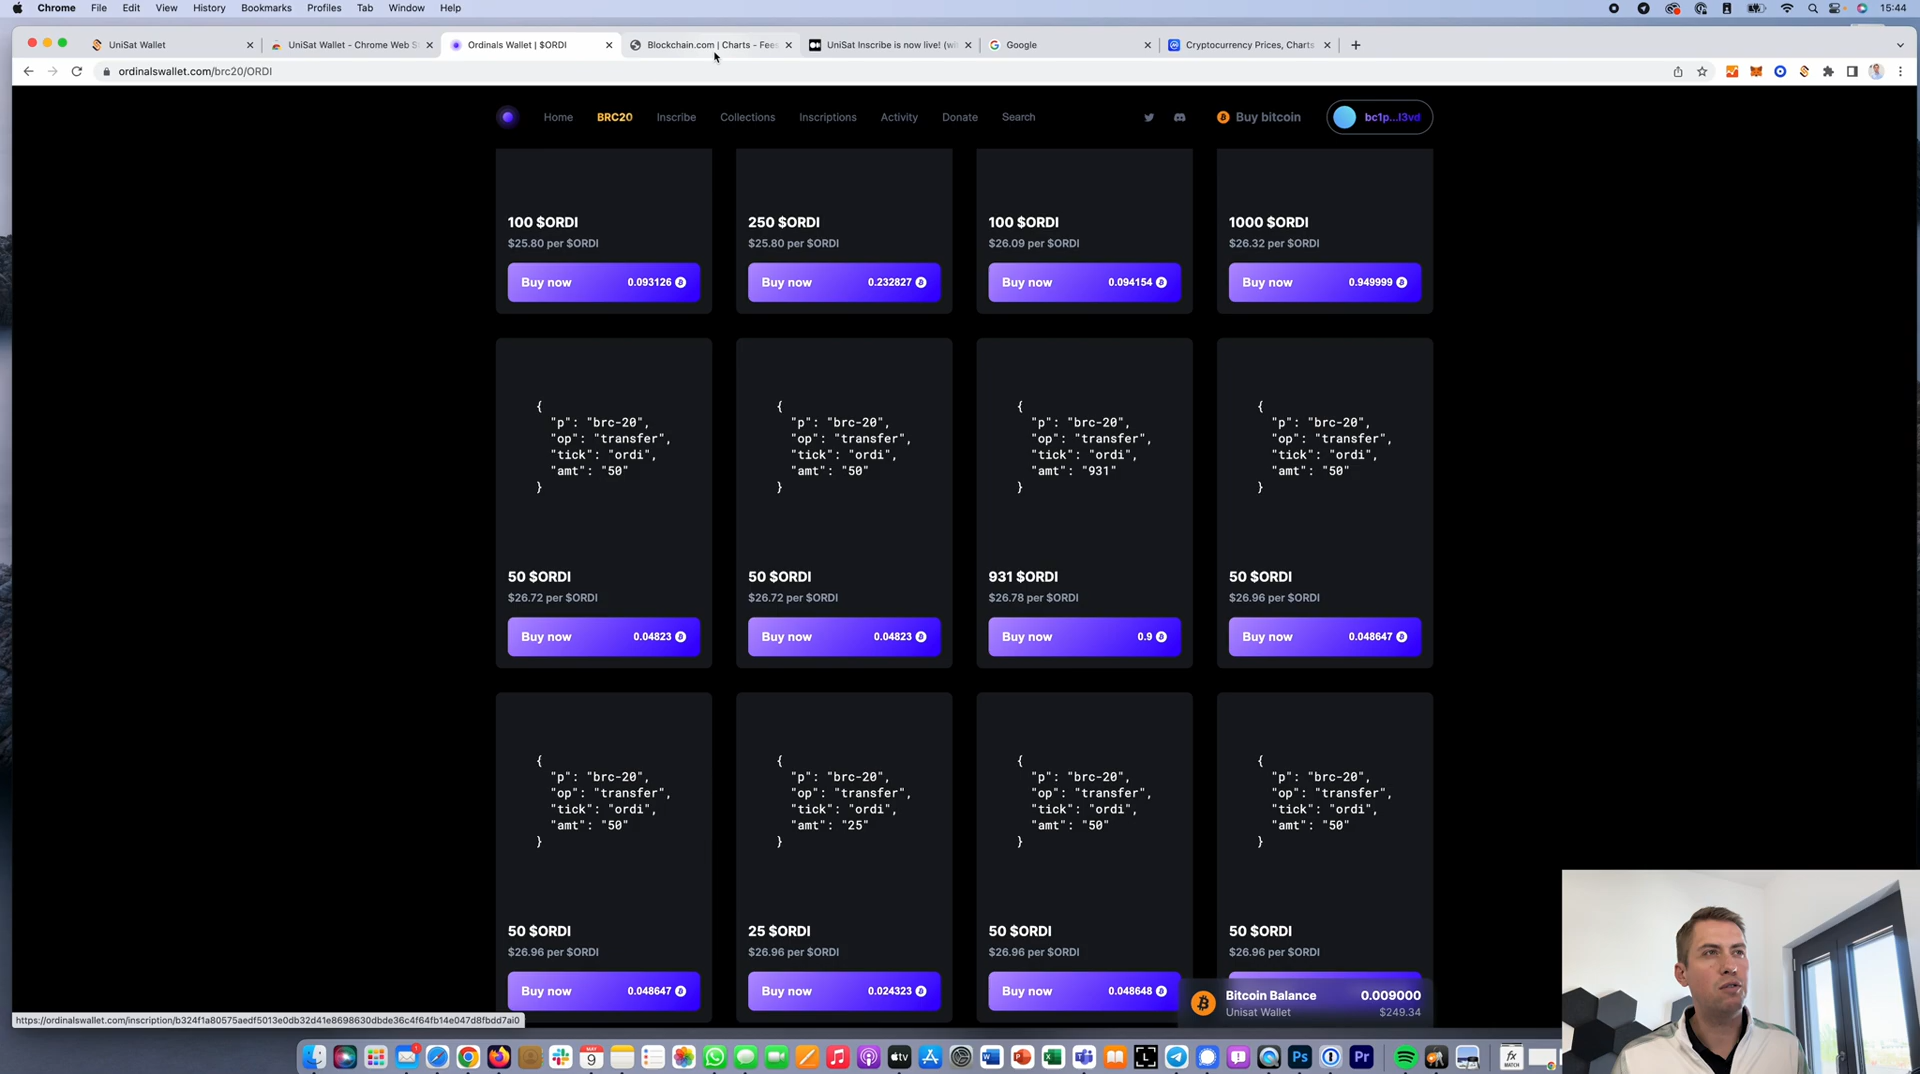 Chrome File Edit View History Bookmarks Profiles Tab Window Help 15:44
UniSat Wallet
UniSat Wallet - Chrome Web S
Ordinals Wallet | $ORDI
Blockchain.com | Charts - Fees
UniSat Inscribe is now live! (wi
Google
Cryptocurrency Prices, Charts
ordinalswallet.com/brc20/ORDI
Home BRC20 Inscribe Collections Inscriptions Activity Donate Search Buy bitcoin bc1p...l3vd
100 $ORDI 250 $ORDI 100 $ORDI 1000 $ORDI
$25.80 per $ORDI $25.80 per $ORDI $26.09 per $ORDI $26.32 per $ORDI
Buy now 0.093126 Buy now 0.232827 Buy now 0.094154 Buy now 0.949999
{ { { {
"p": "brc-20", "p": "brc-20", "p": "brc-20", "p": "brc-20",
"op": "transfer", "op": "transfer", "op": "transfer", "op": "transfer",
"tick": "ordi", "tick": "ordi", "tick": "ordi", "tick": "ordi",
"amt": "50" "amt": "50" "amt": "931" "amt": "50"
} } } }
50 $ORDI 50 $ORDI 931 $ORDI 50 $ORDI
$26.72 per $ORDI $26.72 per $ORDI $26.78 per $ORDI $26.96 per $ORDI
Buy now 0.04823 Buy now 0.04823 Buy now 0.9 Buy now 0.048647
{ { { {
"p": "brc-20", "p": "brc-20", "p": "brc-20", "p": "brc-20",
"op": "transfer", "op": "transfer", "op": "transfer", "op": "transfer",
"tick": "ordi", "tick": "ordi", "tick": "ordi", "tick": "ordi",
"amt": "50" "amt": "25" "amt": "50" "amt": "50"
} } } }
50 $ORDI 25 $ORDI 50 $ORDI 50 $ORDI
$26.96 per $ORDI $26.96 per $ORDI $26.96 per $ORDI $26.96 per $ORDI
Buy now 0.048647 Buy now 0.024323 Buy now 0.048648
Bitcoin Balance 0.009000
Unisat Wallet $249.34
https://ordinalswallet.com/inscription/b324f1a80575aedf5013e0db32d41e8698630dbde36c4f64fb14e047d8fbdd7ai0